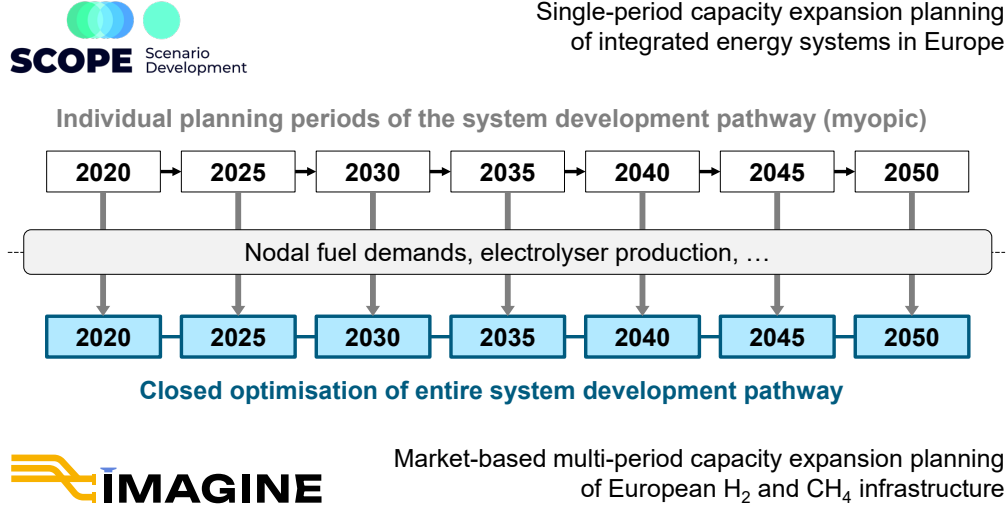 SCOPE Scenario Development
Single-period capacity expansion planning
of integrated energy systems in Europe
Individual planning periods of the system development pathway (myopic)
2020 2025 2030 2035 2040 2045 2050
Nodal fuel demands, electrolyser production, …
2020 2025 2030 2035 2040 2045 2050
Closed optimisation of entire system development pathway
IMAGINE
Market-based multi-period capacity expansion planning
of European H₂ and CH₄ infrastructure